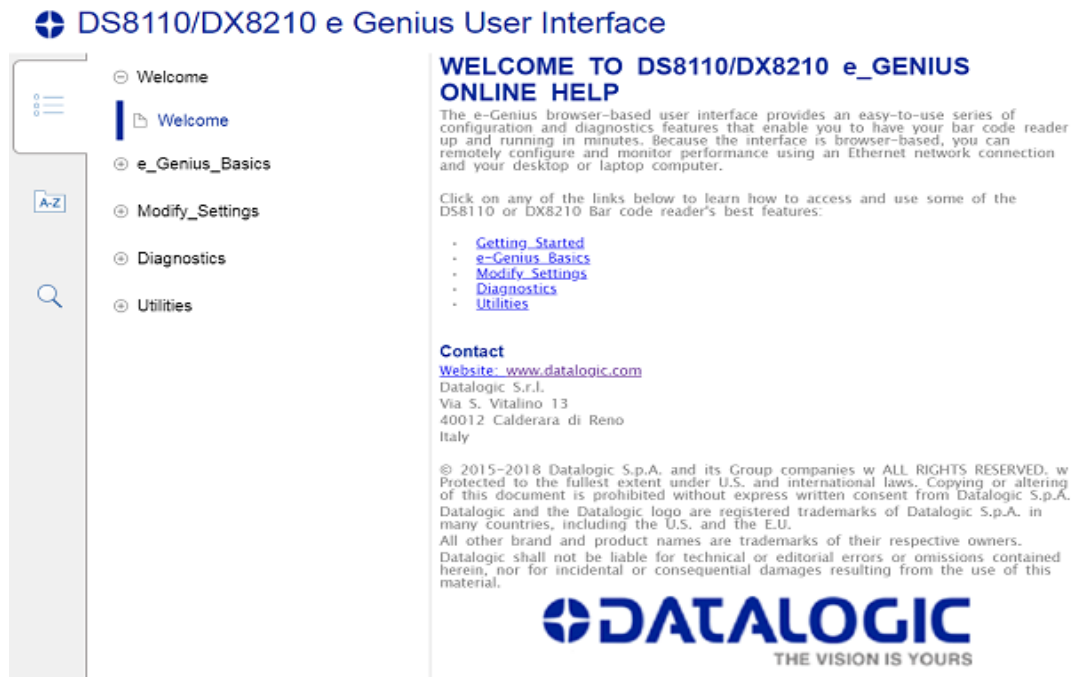 DS8110/DX8210 e Genius User Interface
Welcome
Welcome
e_Genius_Basics
Modify_Settings
Diagnostics
Utilities
A-Z
WELCOME TO DS8110/DX8210 e_GENIUS
ONLINE HELP
The e-Genius browser-based user interface provides an easy-to-use series of
configuration and diagnostics features that enable you to have your bar code reader
up and running in minutes. Because the interface is browser-based, you can
remotely configure and monitor performance using an Ethernet network connection
and your desktop or laptop computer.
Click on any of the links below to learn how to access and use some of the
DS8110 or DX8210 Bar code reader's best features:
Getting Started
e-Genius Basics
Modify Settings
Diagnostics
Utilities
Contact
Website: www.datalogic.com
Datalogic S.r.l.
Via S. Vitalino 13
40012 Calderara di Reno
Italy
© 2015-2018 Datalogic S.p.A. and its Group companies w ALL RIGHTS RESERVED. w
Protected to the fullest extent under U.S. and international laws. Copying or altering
of this document is prohibited without express written consent from Datalogic S.p.A.
Datalogic and the Datalogic logo are registered trademarks of Datalogic S.p.A. in
many countries, including the U.S. and the E.U.
All other brand and product names are trademarks of their respective owners.
Datalogic shall not be liable for technical or editorial errors or omissions contained
herein, nor for incidental or consequential damages resulting from the use of this
material.
DATALOGIC
THE VISION IS YOURS